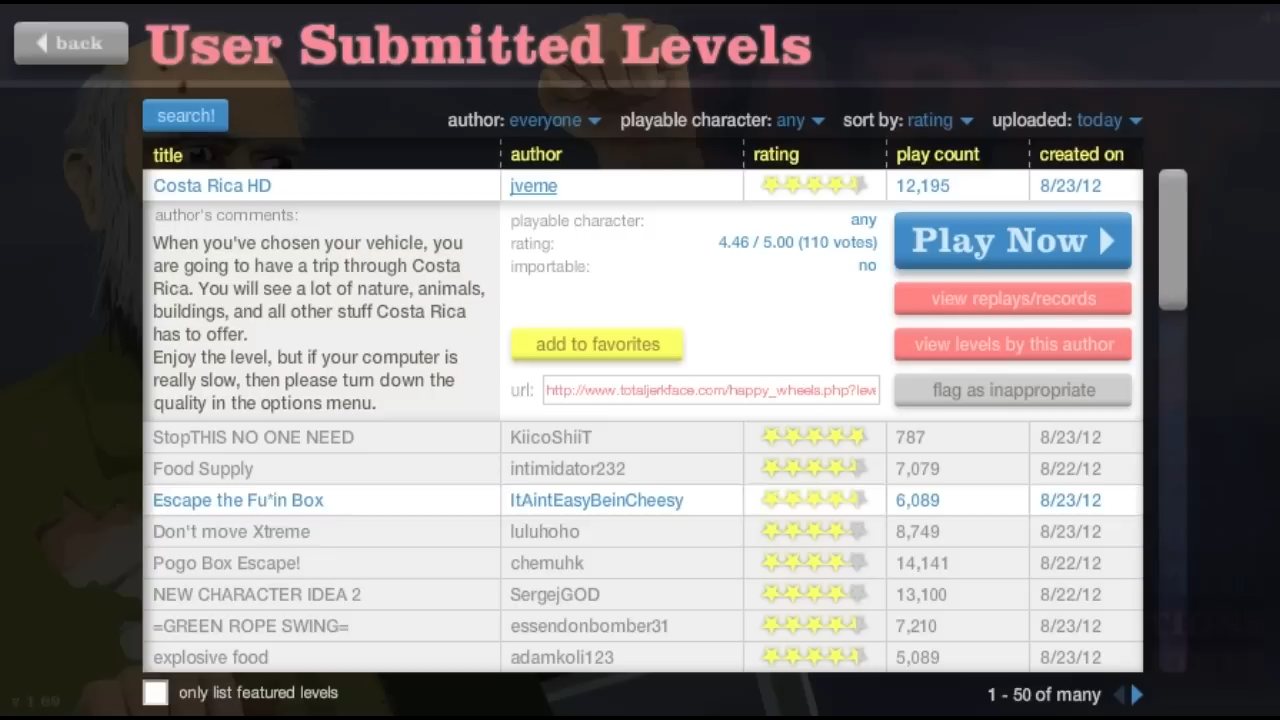 back
User Submitted Levels
search!
author: everyone playable character: any sort by: rating uploaded: today
title author rating play count created on
Costa Rica HD jverne 12,195 8/23/12
author's comments:
When you've chosen your vehicle, you
are going to have a trip through Costa
Rica. You will see a lot of nature, animals,
buildings, and all other stuff Costa Rica
has to offer.
Enjoy the level, but if your computer is
really slow, then please turn down the
quality in the options menu.
playable character: any
rating: 4.46 / 5.00 (110 votes)
importable: no
add to favorites
url: http://www.totaljerkface.com/happy_wheels.php?lev
Play Now
view replays/records
view levels by this author
flag as inappropriate
StopTHIS NO ONE NEED KiicoShiiT 787 8/23/12
Food Supply intimidator232 7,079 8/22/12
Escape the Fu*in Box ItAintEasyBeinCheesy 6,089 8/23/12
Don't move Xtreme luluhoho 8,749 8/23/12
Pogo Box Escape! chemuhk 14,141 8/22/12
NEW CHARACTER IDEA 2 SergejGOD 13,100 8/22/12
=GREEN ROPE SWING= essendonbomber31 7,210 8/23/12
explosive food adamkoli123 5,089 8/23/12
only list featured levels
1 - 50 of many